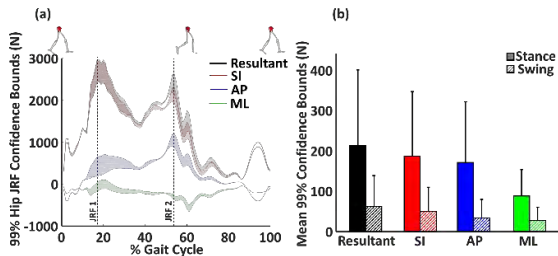 (a)
99% Hip JRF Confidence Bounds (N)
3000
2000
1000
0
-1000
Resultant
SI
AP
ML
JRF 1
JRF 2
0
20
40
60
80
100
% Gait Cycle
(b)
Mean 99% Confidence Bounds (N)
400
300
200
100
0
Stance
Swing
Resultant
SI
AP
ML